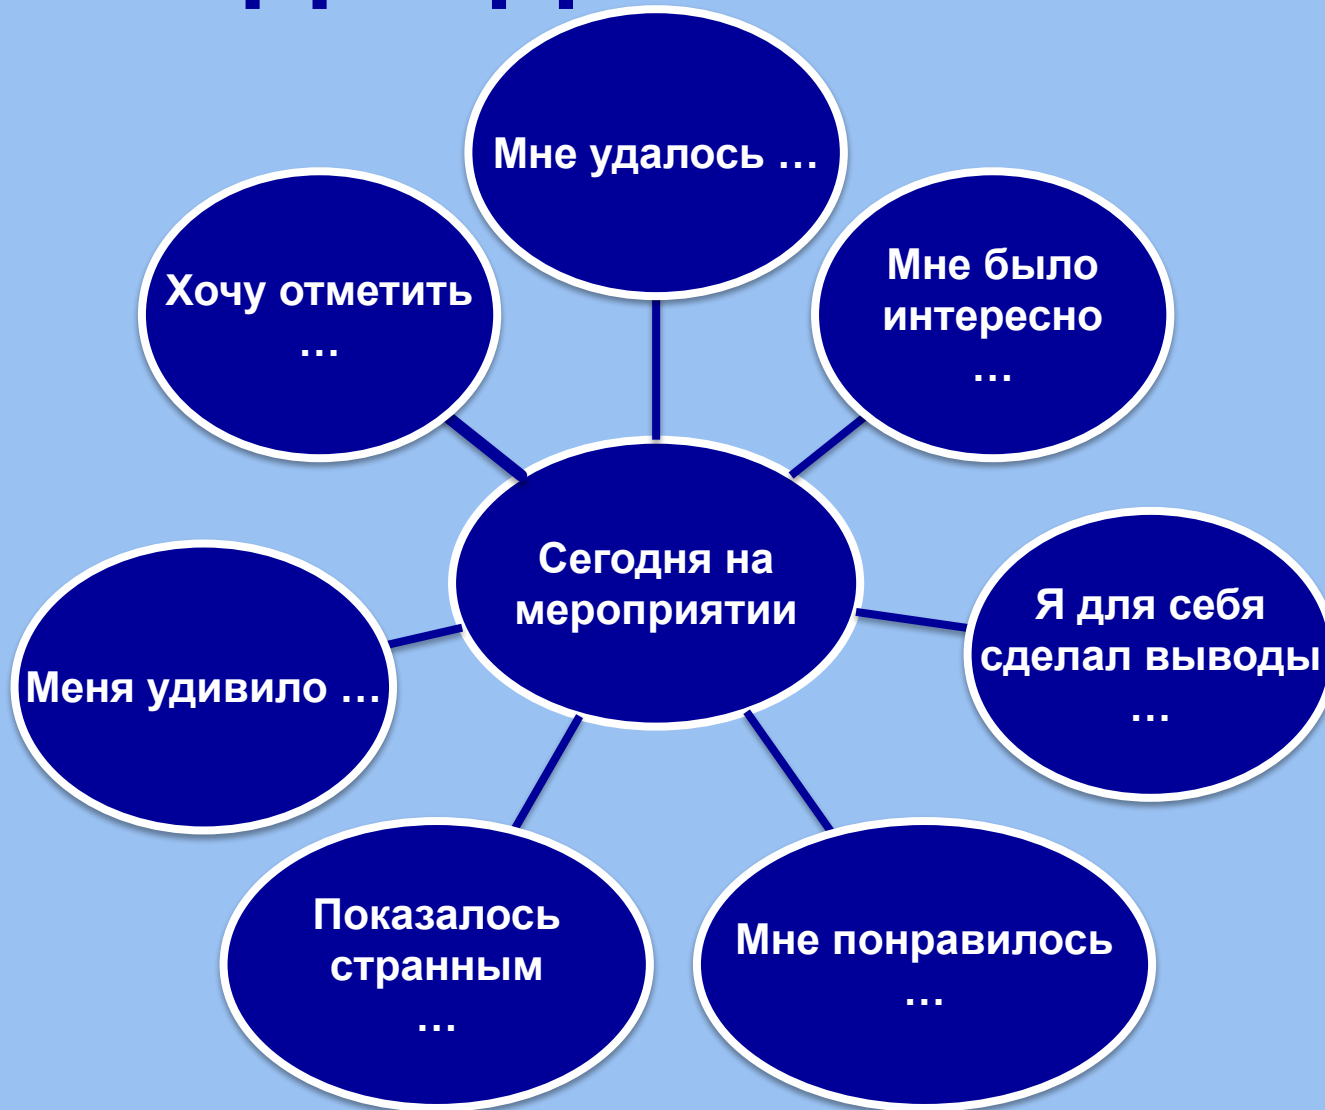 Мне удалось …
Хочу отметить
…
Мне было
интересно
…
Сегодня на
мероприятии
Я для себя
сделал выводы
…
Меня удивило …
Показалось
странным
…
Мне понравилось
…